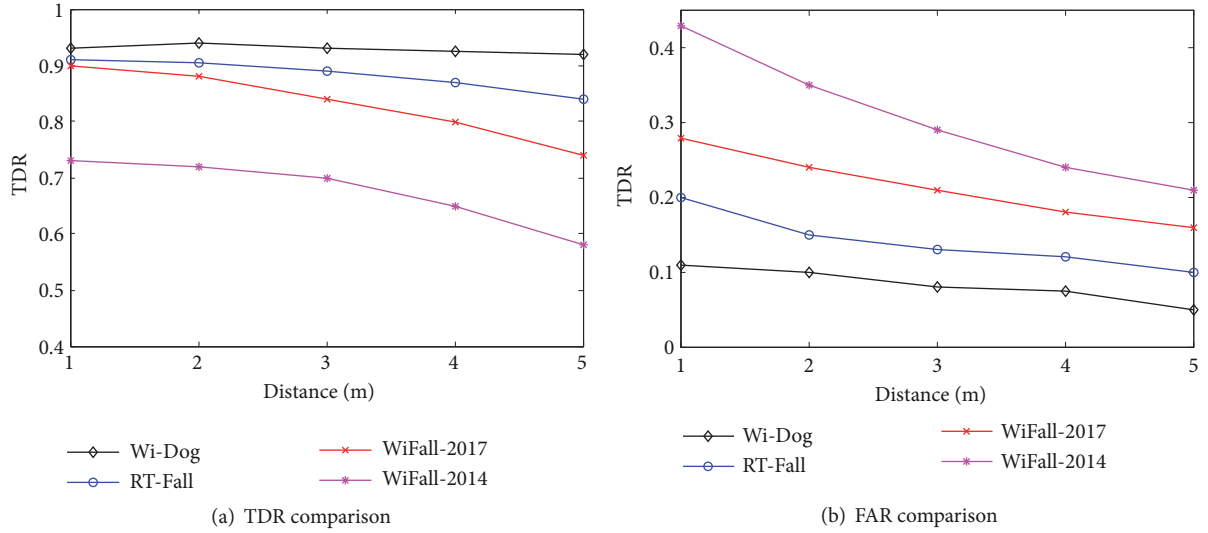 1
0.9
0.8
0.7
0.6
0.5
0.4
TDR
1 2 3 4 5
Distance (m)
Wi-Dog
RT-Fall
WiFall-2017
WiFall-2014
(a) TDR comparison
0.4
0.3
0.2
0.1
0
TDR
1 2 3 4 5
Distance (m)
Wi-Dog
RT-Fall
WiFall-2017
WiFall-2014
(b) FAR comparison